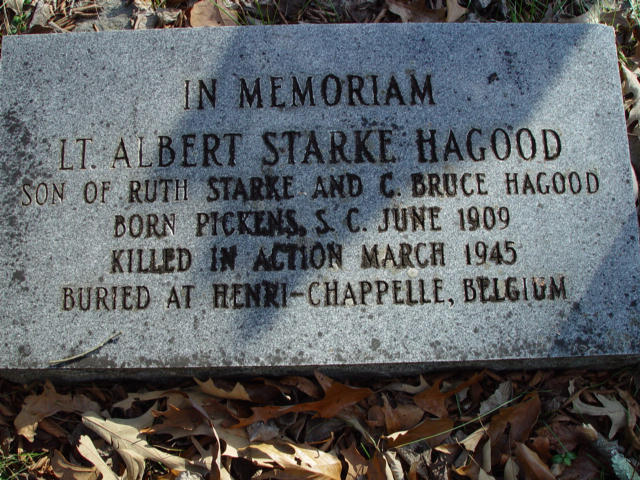 IN MEMORIAM
LT. ALBERT STARKE HAGOOD
SON OF RUTH STARKE AND C. BRUCE HAGOOD
BORN PICKENS, S. C. JUNE 1909
KILLED IN ACTION MARCH 1945
BURIED AT HENRI-CHAPPELLE, BELGIUM